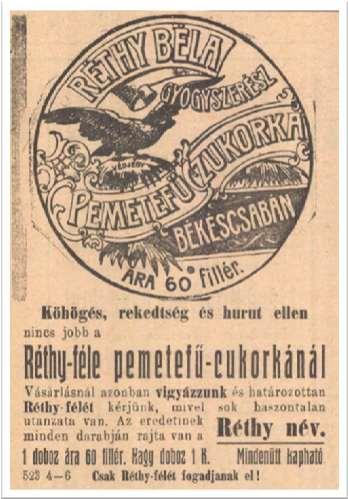 RÉTHY BÉLA
GYÓGYSZERÉSZ
VÉDJEGY
PEMETEFŰ CZUKORKA
BÉKÉSCSABÁN
ÁRA 60 fillér.
Köhögés, rekedtség és hurut ellen
nincs jobb a
Réthy-féle pemetefű-cukorkánál
Vásárlásnál azonban vigyázzunk és határozottan
Réthy-félét kérjünk, mivel sok haszontalan
utánzata van. Az eredetinek
minden darabján rajta van a
Réthy név.
1 doboz ára 60 fillér. Nagy doboz 1 K. Mindenütt kapható.
523 4—6 Csak Réthy-félét fogadjanak el!